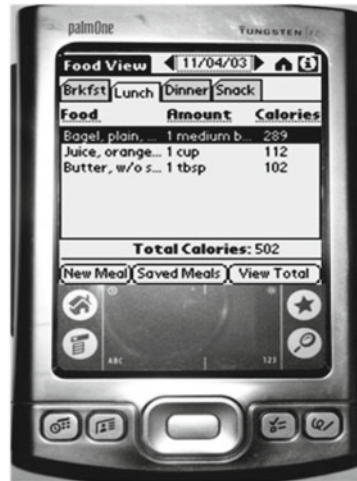 palmOne TUNGSTEN
Food View 11/04/03
Brkfst Lunch Dinner Snack
Food Amount Calories
Bagel, plain, ... 1 medium b... 289
Juice, orange... 1 cup 112
Butter, w/o s... 1 tbsp 102
Total Calories: 502
New Meal Saved Meals View Total
ABC 123